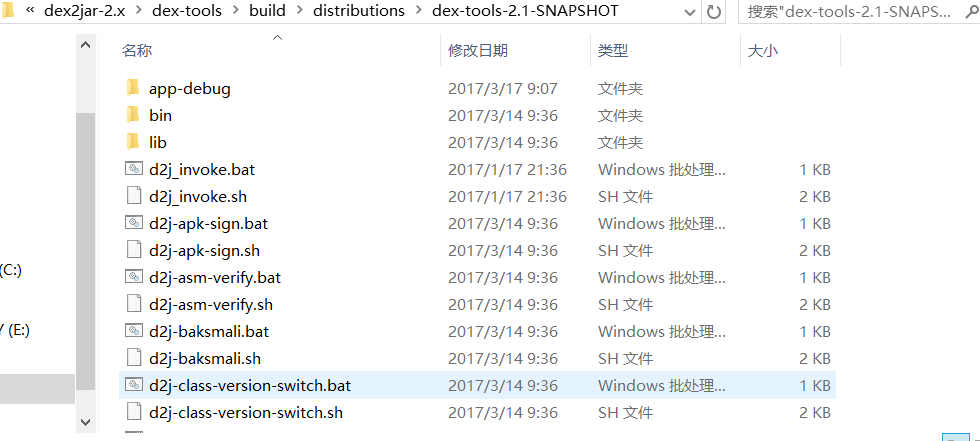 « dex2jar-2.x › dex-tools › build › distributions › dex-tools-2.1-SNAPSHOT 搜索"dex-tools-2.1-SNAPS...
名称 修改日期 类型 大小
app-debug 2017/3/17 9:07 文件夹
bin 2017/3/14 9:36 文件夹
lib 2017/3/14 9:36 文件夹
d2j_invoke.bat 2017/1/17 21:36 Windows 批处理... 1 KB
d2j_invoke.sh 2017/1/17 21:36 SH 文件 2 KB
d2j-apk-sign.bat 2017/3/14 9:36 Windows 批处理... 1 KB
d2j-apk-sign.sh 2017/3/14 9:36 SH 文件 2 KB
(C:)
d2j-asm-verify.bat 2017/3/14 9:36 Windows 批处理... 1 KB
d2j-asm-verify.sh 2017/3/14 9:36 SH 文件 2 KB
Y (E:)
d2j-baksmali.bat 2017/3/14 9:36 Windows 批处理... 1 KB
d2j-baksmali.sh 2017/3/14 9:36 SH 文件 2 KB
d2j-class-version-switch.bat 2017/3/14 9:36 Windows 批处理... 1 KB
d2j-class-version-switch.sh 2017/3/14 9:36 SH 文件 2 KB